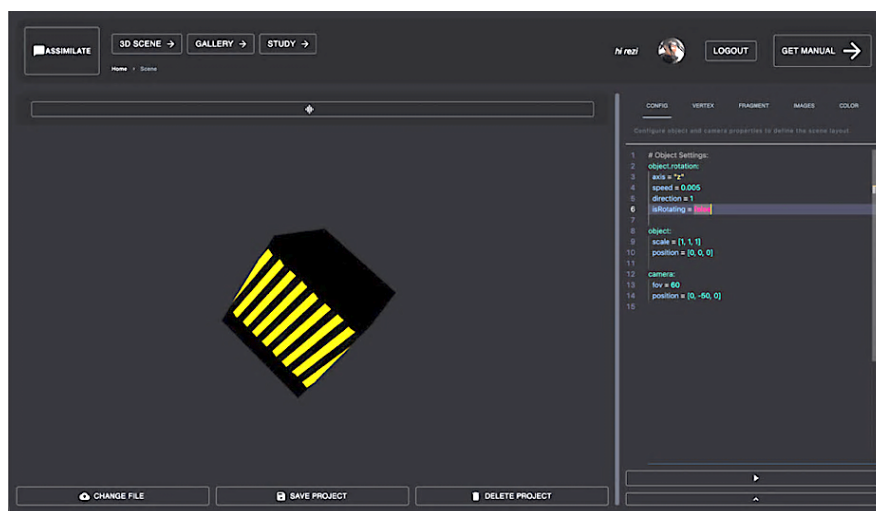 ASSIMILATE
3D SCENE →
GALLERY →
STUDY →
Home › Scene
hi rezi
LOGOUT
GET MANUAL →
CONFIG
VERTEX
FRAGMENT
IMAGES
COLOR
Configure object and camera properties to define the scene layout.
1 # Object Settings:
2 object.rotation:
3 axis = "z"
4 speed = 0.005
5 direction = 1
6 isRotating =
7
8 object:
9 scale = [1, 1, 1]
10 position = [0, 0, 0]
11
12 camera:
13 fov = 60
14 position = [0, -50, 0]
15
CHANGE FILE
SAVE PROJECT
DELETE PROJECT